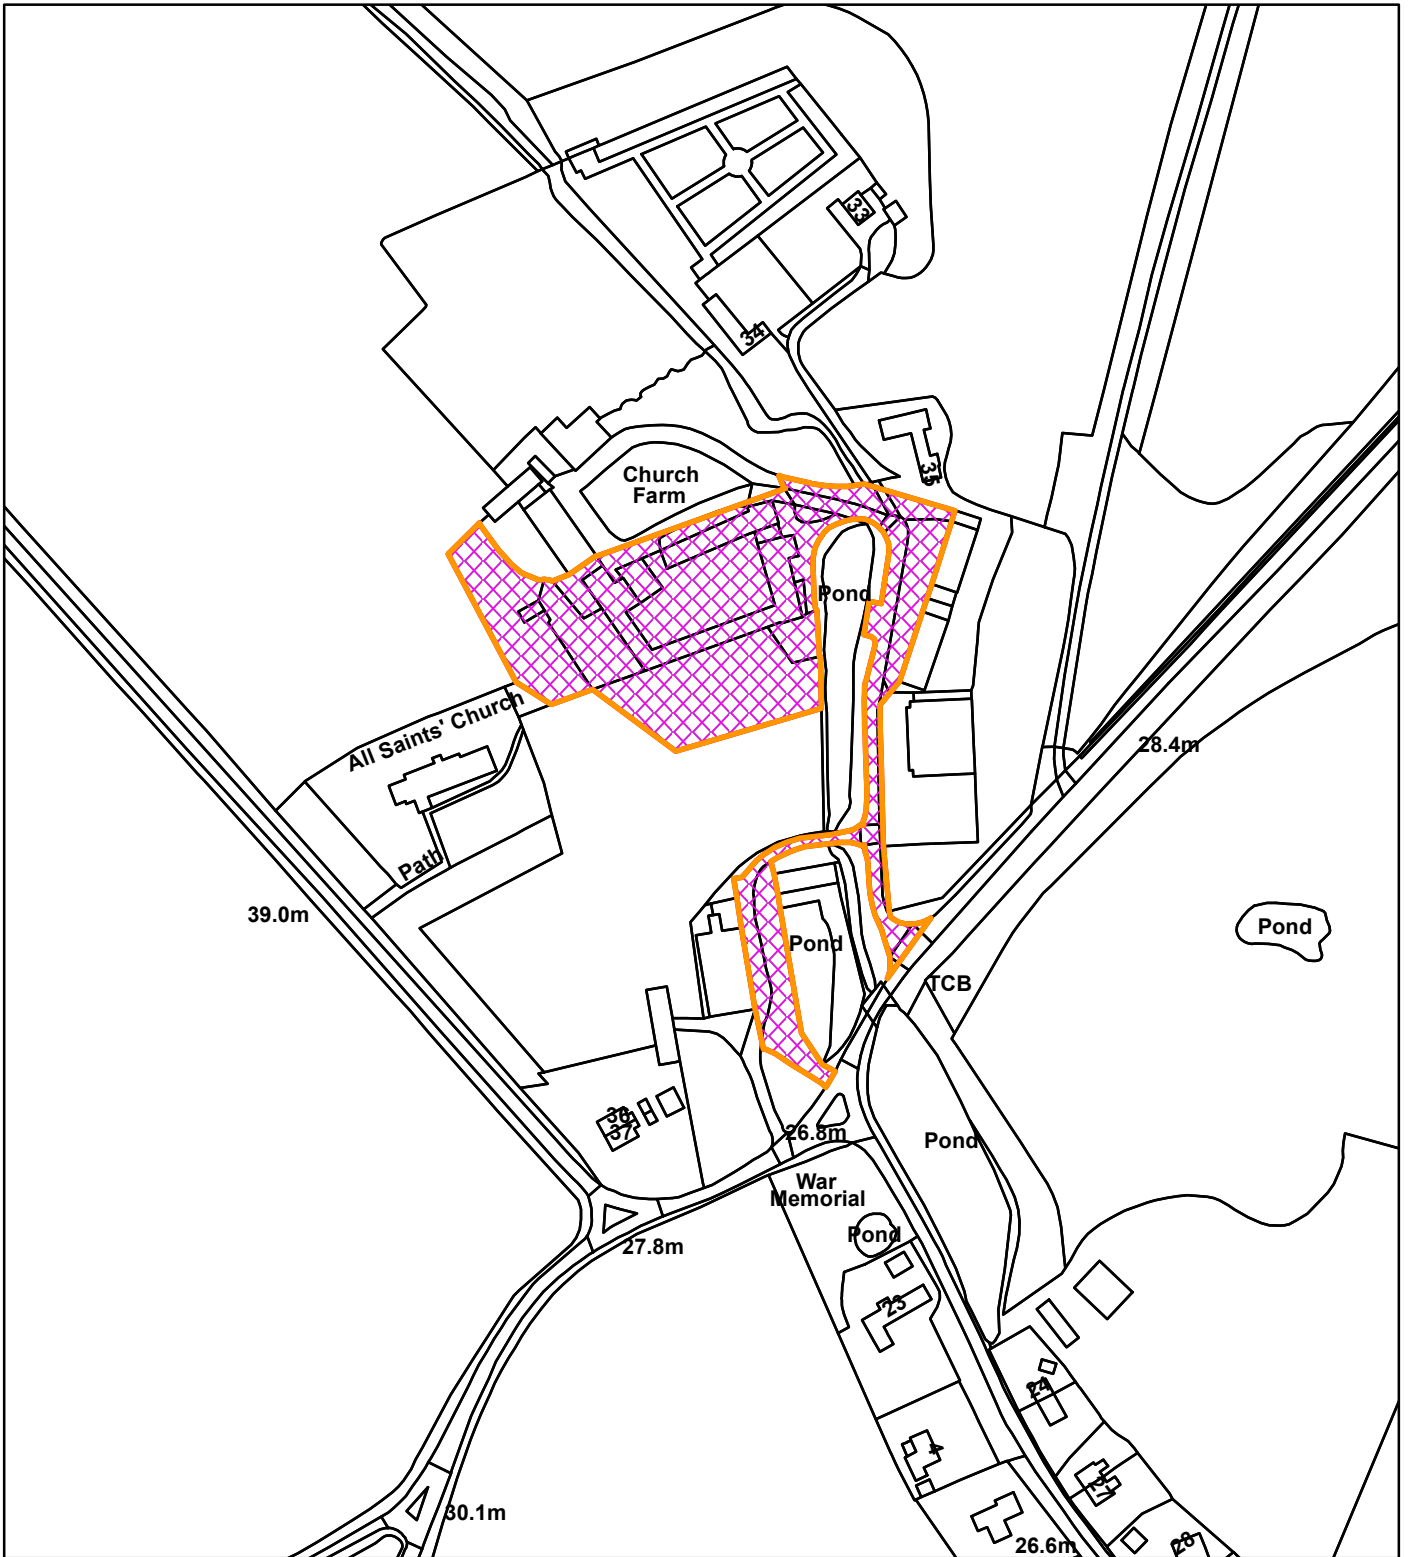 33
34
Church
Farm
35
Pond
All Saints' Church
28.4m
Path
39.0m
Pond
Pond
TCB
36
37
26.8m
Pond
War
Memorial
Pond
27.8m
23
24
4
27
30.1m
26.6m
28